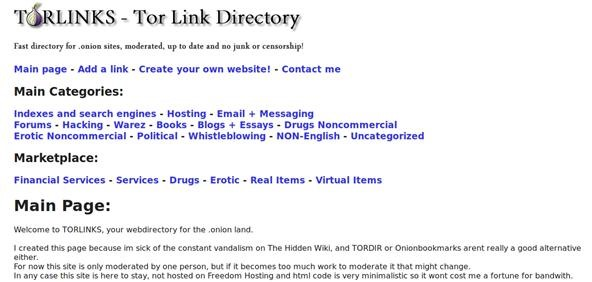 TORLINKS - Tor Link Directory
Fast directory for .onion sites, moderated, up to date and no junk or censorship!
Main page - Add a link - Create your own website! - Contact me
Main Categories:
Indexes and search engines - Hosting - Email + Messaging
Forums - Hacking - Warez - Books - Blogs + Essays - Drugs Noncommercial
Erotic Noncommercial - Political - Whistleblowing - NON-English - Uncategorized
Marketplace:
Financial Services - Services - Drugs - Erotic - Real Items - Virtual Items
Main Page:
Welcome to TORLINKS, your webdirectory for the .onion land.
I created this page because im sick of the constant vandalism on The Hidden Wiki, and TORDIR or Onionbookmarks arent really a good alternative
either.
For now this site is only moderated by one person, but if it becomes too much work to moderate it that might change.
In any case this site is here to stay, not hosted on Freedom Hosting and html code is very minimalistic so it wont cost me a fortune for bandwith.